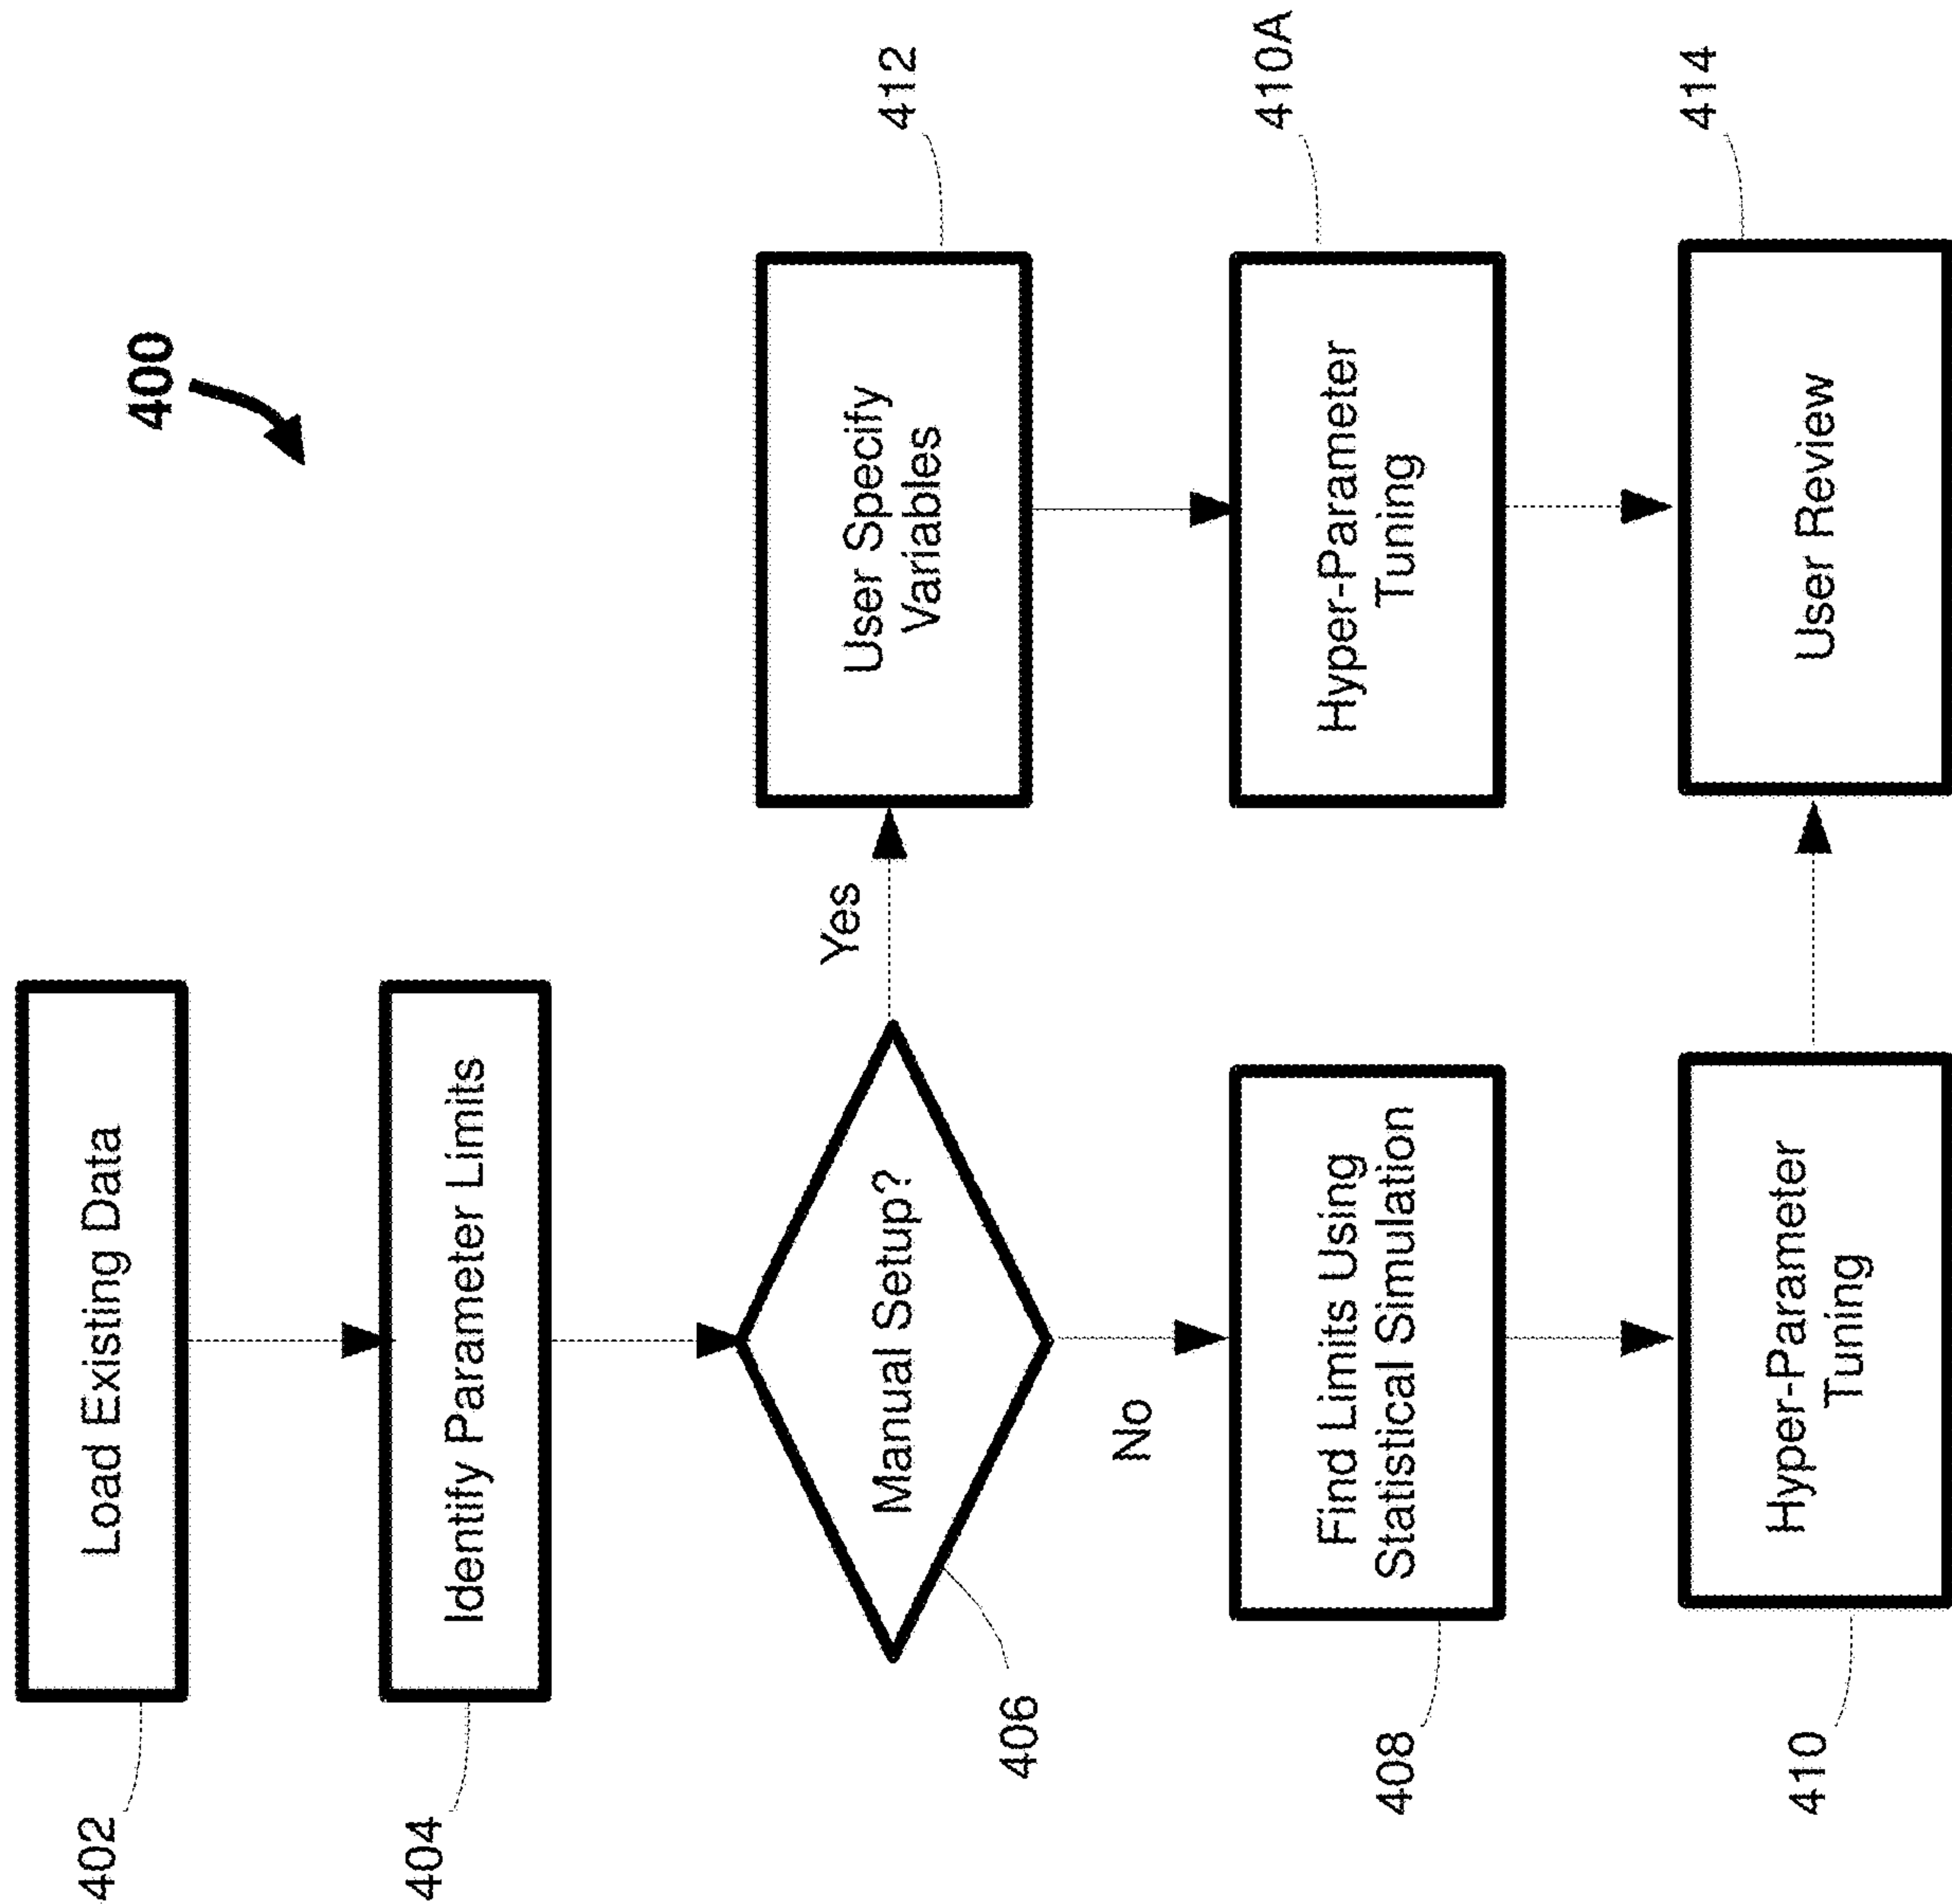 400
402
Load Existing Data
404
Identify Parameter Limits
406
Manual Setup?
Yes
No
412
User Specify
Variables
408
Find Limits Using
Statistical Simulation
410A
Hyper-Parameter
Tuning
410
Hyper-Parameter
Tuning
414
User Review